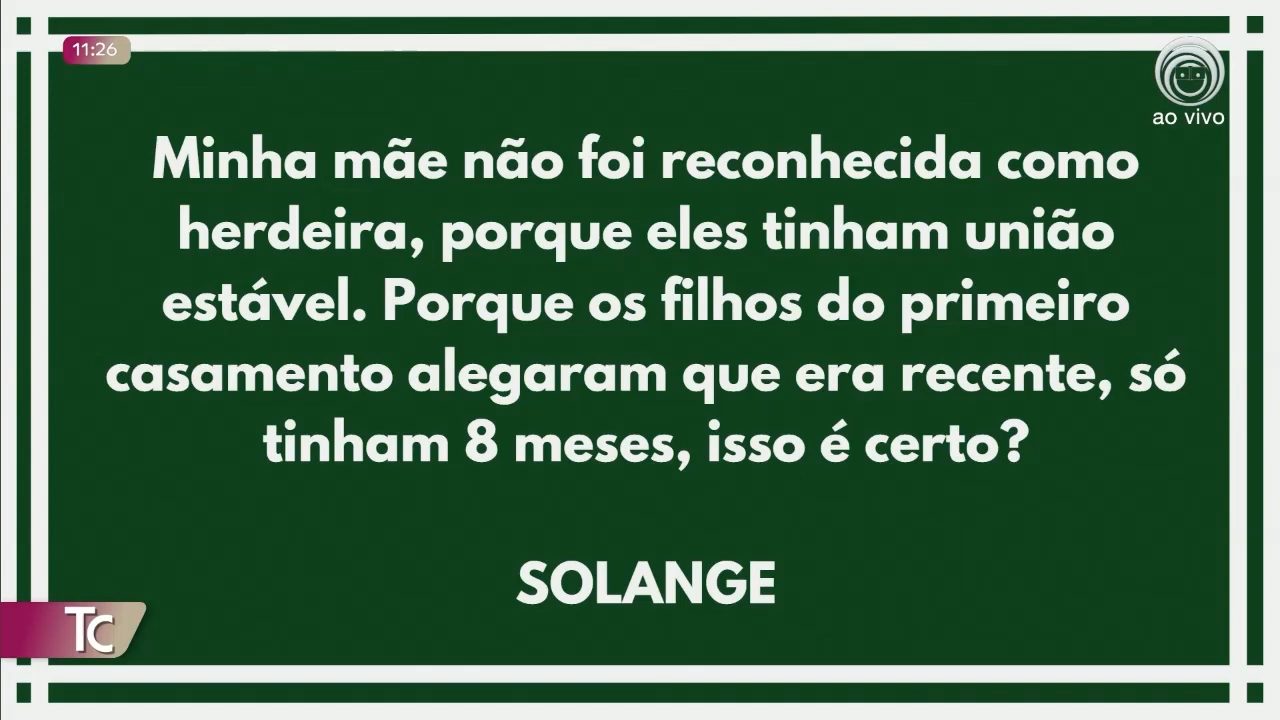 11:26
ao vivo
Minha mãe não foi reconhecida como
herdeira, porque eles tinham união
estável. Porque os filhos do primeiro
casamento alegaram que era recente, só
tinham 8 meses, isso é certo?
SOLANGE
TC